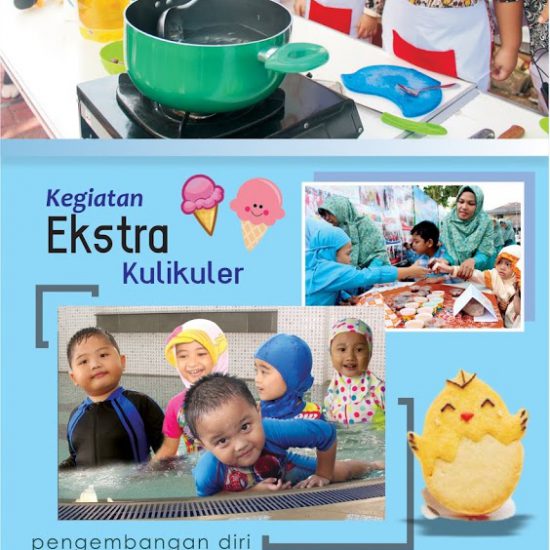 Kegiatan
Ekstra
Kulikuler
pengembangan diri